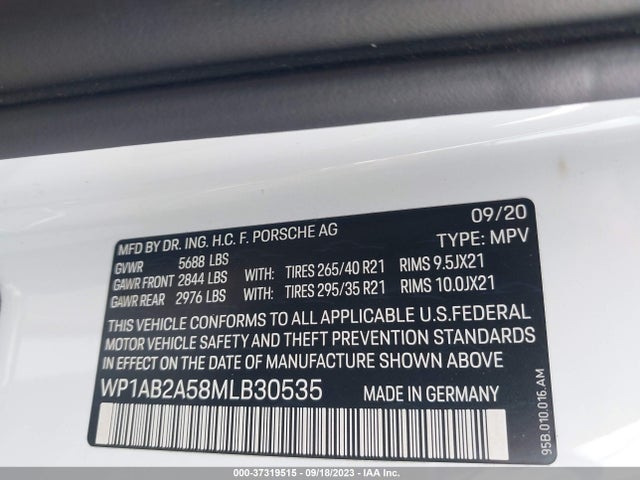 09/20
MFD BY DR. ING. H.C. F. PORSCHE AG TYPE: MPV
GVWR 5688 LBS
GAWR FRONT 2844 LBS WITH: TIRES 265/40 R21 RIMS 9.5JX21
GAWR REAR 2976 LBS WITH: TIRES 295/35 R21 RIMS 10.0JX21
THIS VEHICLE CONFORMS TO ALL APPLICABLE U.S.FEDERAL
MOTOR VEHICLE SAFETY AND THEFT PREVENTION STANDARDS
IN EFFECT ON THE DATE OF MANUFACTURE SHOWN ABOVE
WP1AB2A58MLB30535 MADE IN GERMANY
95B.010.016.AM
000-37319515 - 09/18/2023 - IAA Inc.